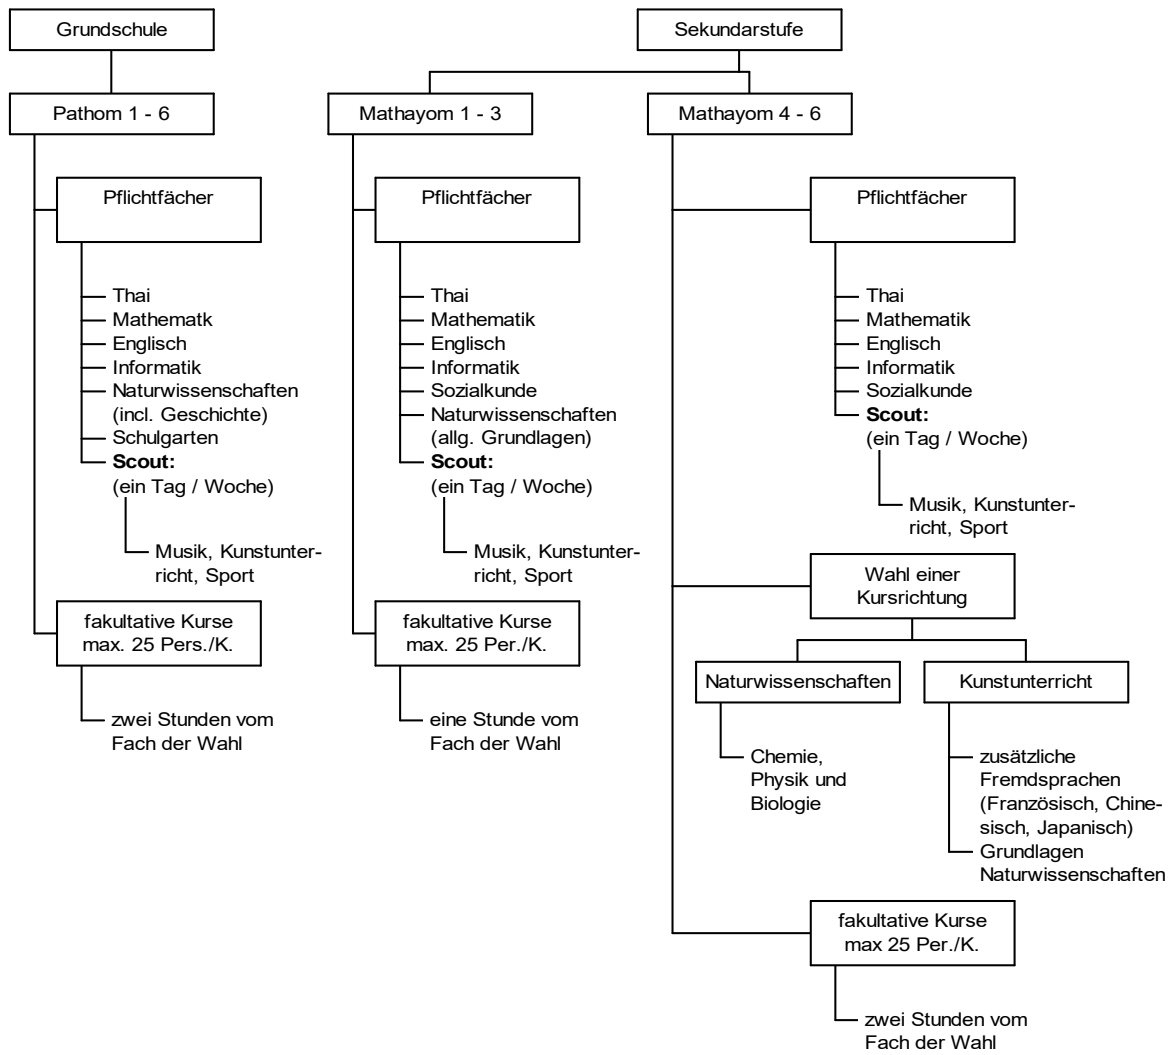 Grundschule
Sekundarstufe
Pathom 1 - 6
Mathayom 1 - 3
Mathayom 4 - 6
Pflichtfächer
Thai
Mathematk
Englisch
Informatik
Naturwissenschaften
(incl. Geschichte)
Schulgarten
Scout:
(ein Tag / Woche)
Musik, Kunstunter-
richt, Sport
fakultative Kurse
max. 25 Pers./K.
zwei Stunden vom
Fach der Wahl
Pflichtfächer
Thai
Mathematik
Englisch
Informatik
Sozialkunde
Naturwissenschaften
(allg. Grundlagen)
Scout:
(ein Tag / Woche)
Musik, Kunstunter-
richt, Sport
fakultative Kurse
max. 25 Per./K.
eine Stunde vom
Fach der Wahl
Pflichtfächer
Thai
Mathematik
Englisch
Informatik
Sozialkunde
Scout:
(ein Tag / Woche)
Musik, Kunstunter-
richt, Sport
Wahl einer
Kursrichtung
Naturwissenschaften
Chemie,
Physik und
Biologie
Kunstunterricht
zusätzliche
Fremdsprachen
(Französisch, Chine-
sisch, Japanisch)
Grundlagen
Naturwissenschaften
fakultative Kurse
max 25 Per./K.
zwei Stunden vom
Fach der Wahl